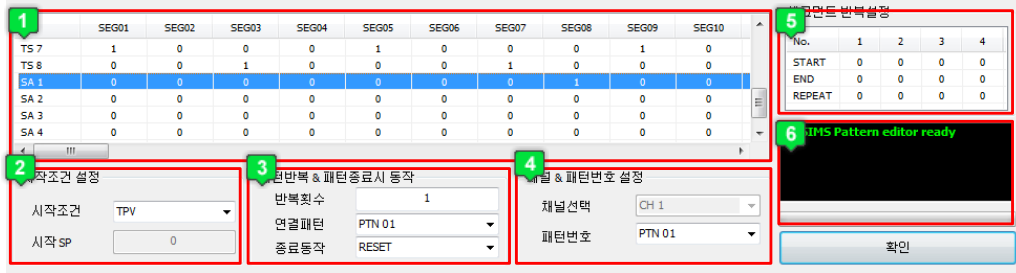 1
SEG01 SEG02 SEG03 SEG04 SEG05 SEG06 SEG07 SEG08 SEG09 SEG10
TS 7 1 0 0 0 1 0 0 0 1 0
TS 8 0 0 1 0 0 0 1 0 0 0
SA 1 0 0 0 0 0 0 0 1 0 0
SA 2 0 0 0 0 0 0 0 0 0 0
SA 3 0 0 0 0 0 0 0 0 0 0
SA 4 0 0 0 0 0 0 0 0 0 0
2
시작조건 설정
시작조건 TPV
시작 SP 0
3
패턴반복 & 패턴종료시 동작
반복횟수 1
연결패턴 PTN 01
종료동작 RESET
4
채널 & 패턴번호 설정
채널선택 CH 1
패턴번호 PTN 01
5
반복설정
No. 1 2 3 4
START 0 0 0 0
END 0 0 0 0
REPEAT 0 0 0 0
6
SIMS Pattern editor ready
확인